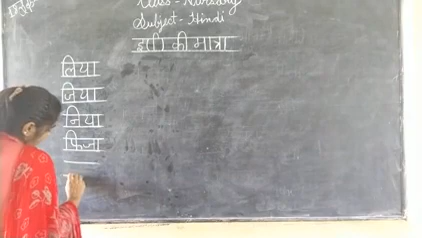 Class - Nursery
Subject - Hindi
इ(ि) की मात्रा
लिया
जिया
निया
फिजा